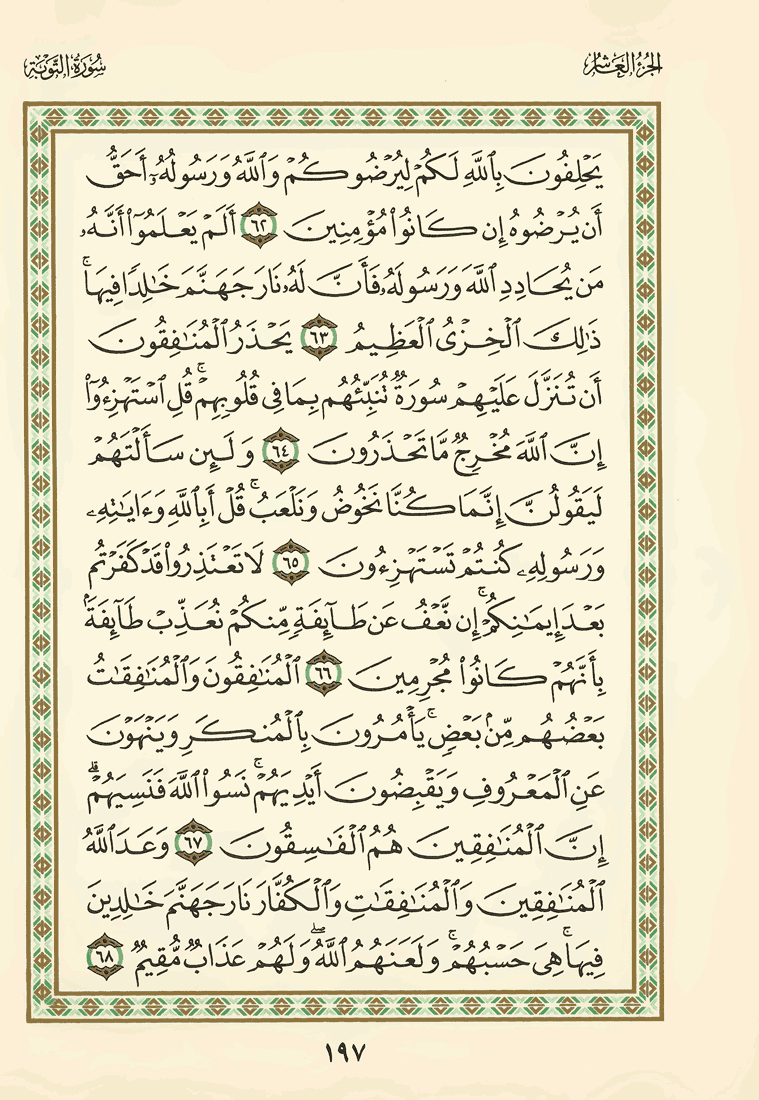 الجزء العاشر
سورة التوبة
يَحْلِفُونَ بِٱللَّهِ لَكُمْ لِيُرْضُوكُمْ وَٱللَّهُ وَرَسُولُهُۥٓ أَحَقُّ
أَن يُرْضُوهُ إِن كَانُوا۟ مُؤْمِنِينَ ٦٢ أَلَمْ يَعْلَمُوٓا۟ أَنَّهُۥ
مَن يُحَادِدِ ٱللَّهَ وَرَسُولَهُۥ فَأَنَّ لَهُۥ نَارَ جَهَنَّمَ خَٰلِدًا فِيهَا ۚ
ذَٰلِكَ ٱلْخِزْىُ ٱلْعَظِيمُ ٦٣ يَحْذَرُ ٱلْمُنَٰفِقُونَ
أَن تُنَزَّلَ عَلَيْهِمْ سُورَةٌ تُنَبِّئُهُم بِمَا فِى قُلُوبِهِمْ ۚ قُلِ ٱسْتَهْزِءُوٓا۟
إِنَّ ٱللَّهَ مُخْرِجٌ مَّا تَحْذَرُونَ ٦٤ وَلَئِن سَأَلْتَهُمْ
لَيَقُولُنَّ إِنَّمَا كُنَّا نَخُوضُ وَنَلْعَبُ ۚ قُلْ أَبِٱللَّهِ وَءَايَٰتِهِۦ
وَرَسُولِهِۦ كُنتُمْ تَسْتَهْزِءُونَ ٦٥ لَا تَعْتَذِرُوا۟ قَدْ كَفَرْتُم
بَعْدَ إِيمَٰنِكُمْ ۚ إِن نَّعْفُ عَن طَآئِفَةٍ مِّنكُمْ نُعَذِّبْ طَآئِفَةًۢ
بِأَنَّهُمْ كَانُوا۟ مُجْرِمِينَ ٦٦ ٱلْمُنَٰفِقُونَ وَٱلْمُنَٰفِقَٰتُ
بَعْضُهُم مِّنۢ بَعْضٍ ۚ يَأْمُرُونَ بِٱلْمُنكَرِ وَيَنْهَوْنَ
عَنِ ٱلْمَعْرُوفِ وَيَقْبِضُونَ أَيْدِيَهُمْ ۚ نَسُوا۟ ٱللَّهَ فَنَسِيَهُمْ ۗ
إِنَّ ٱلْمُنَٰفِقِينَ هُمُ ٱلْفَٰسِقُونَ ٦٧ وَعَدَ ٱللَّهُ
ٱلْمُنَٰفِقِينَ وَٱلْمُنَٰفِقَٰتِ وَٱلْكُفَّارَ نَارَ جَهَنَّمَ خَٰلِدِينَ
فِيهَا ۚ هِىَ حَسْبُهُمْ ۚ وَلَعَنَهُمُ ٱللَّهُ ۖ وَلَهُمْ عَذَابٌ مُّقِيمٌ ٦٨
١٩٧